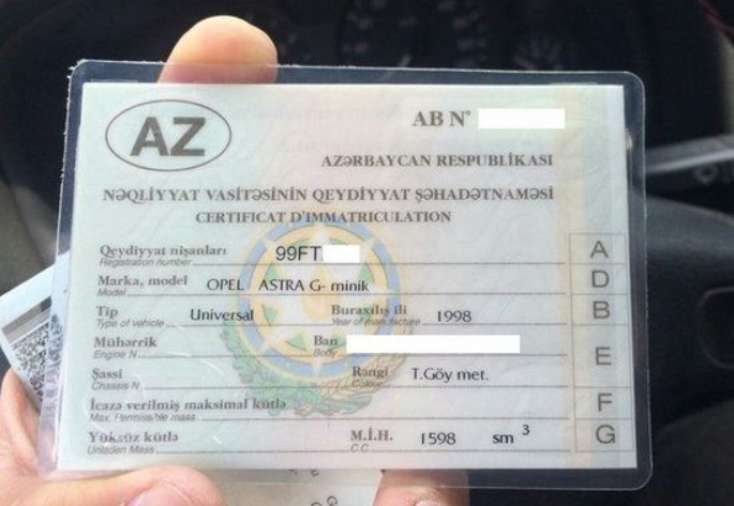 AZ
AB N°
AZƏRBAYCAN RESPUBLİKASI
NƏQLİYYAT VASİTƏSİNİN QEYDİYYAT ŞƏHADƏTNAMƏSİ
CERTIFICAT D'IMMATRICULATION
Qeydiyyat nişanları 99FT A
Registration number
Marka, model OPEL ASTRA G- minik D
Model
Tip Universal Buraxılış ili 1998 B
Type of vehicle Year of manufacture
Mühərrik Ban E
Engine N Body
Şassi Rəngi T.Göy met.
Chassis N Colour
İcazə verilmiş maksimal kütlə F
Max. Permissible mass
Yüksüz kütlə M.İ.H. 1598 sm 3 G
Unladen Mass C.C